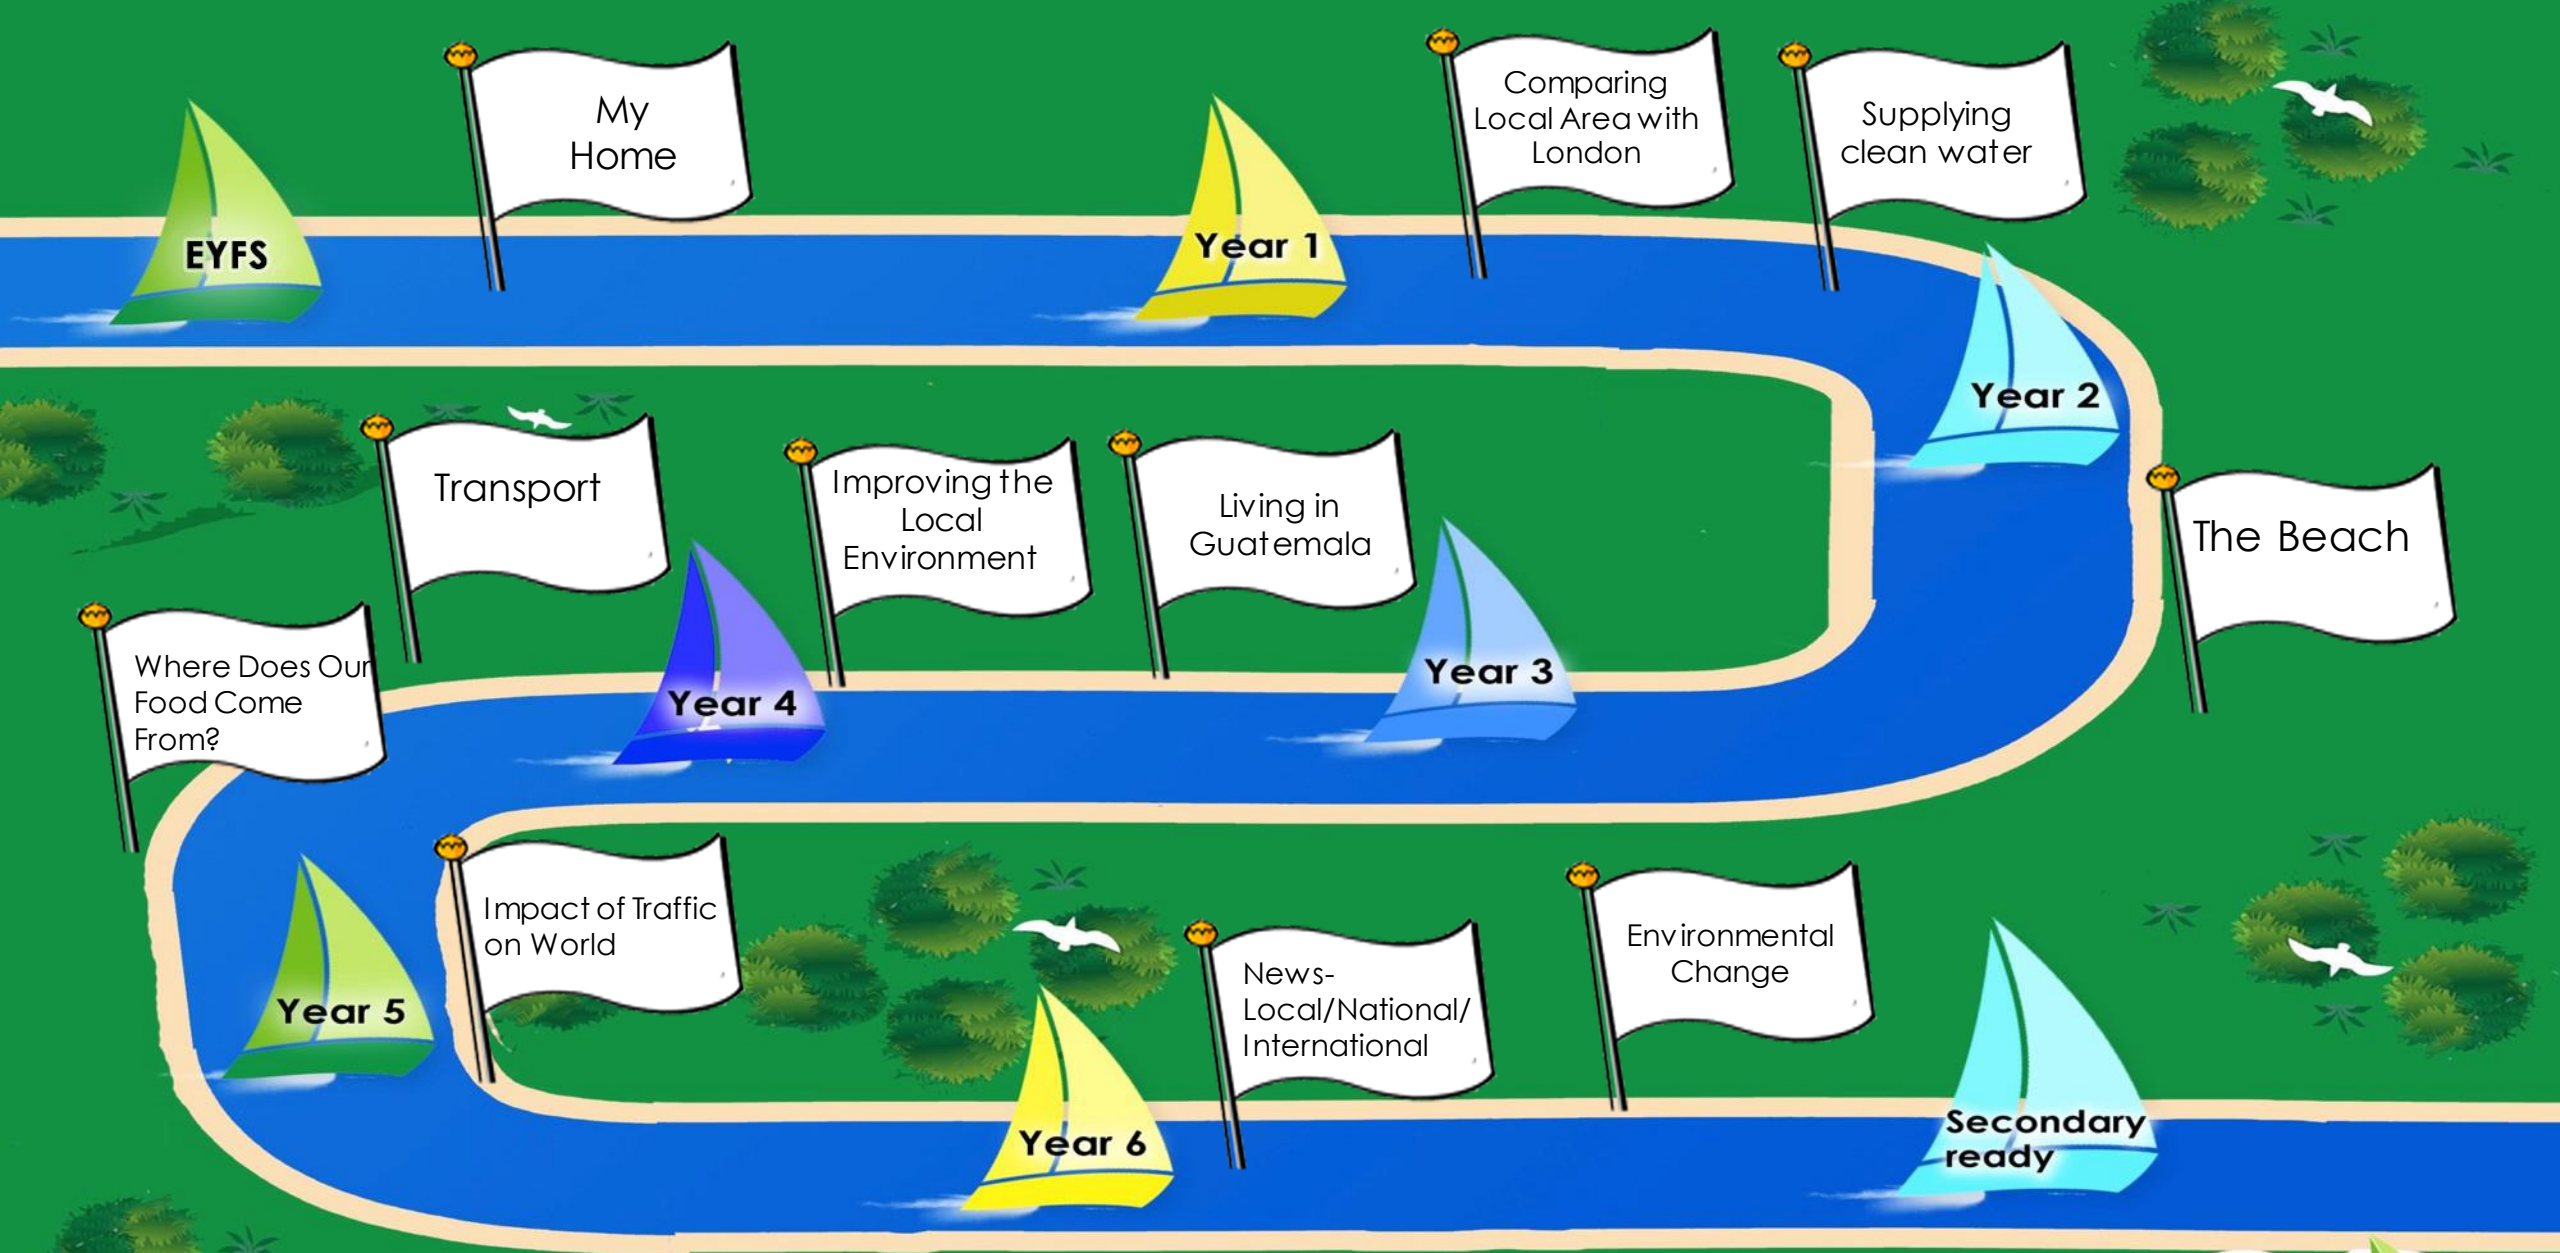 EYFS
My
Home
Year 1
Comparing
Local Area with
London
Supplying
clean water
Year 2
The Beach
Year 3
Living in
Guatemala
Improving the
Local
Environment
Year 4
Transport
Where Does Our
Food Come
From?
Year 5
Impact of Traffic
on World
Year 6
News-
Local/National/
International
Environmental
Change
Secondary
ready